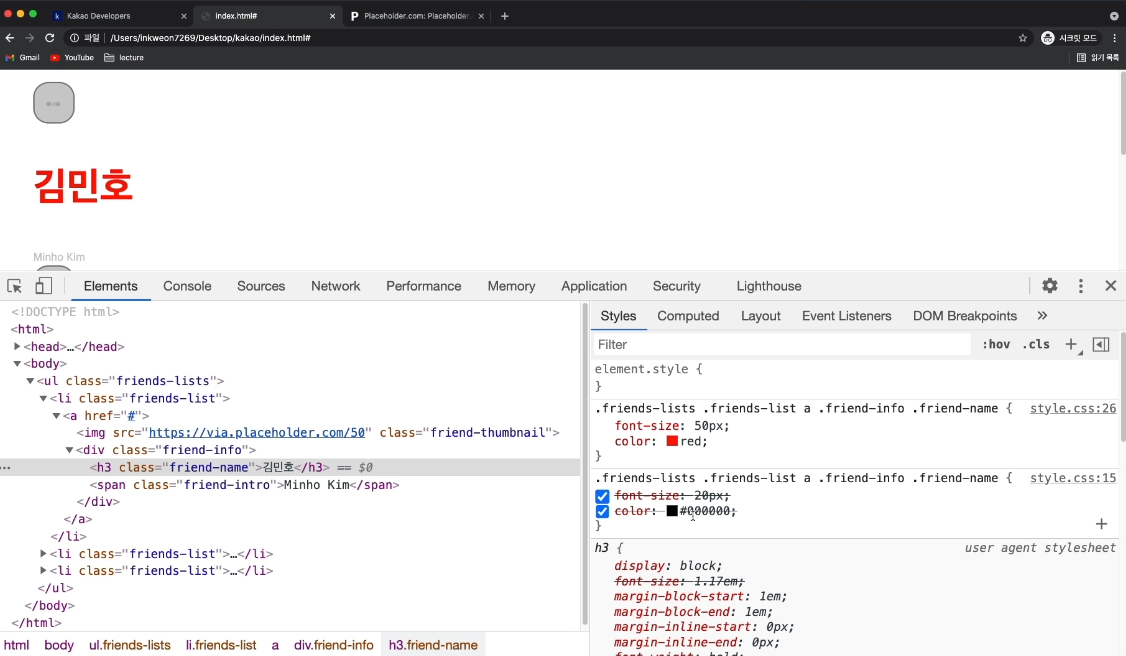 Kakao Developers
index.html#
Placeholder.com: Placeholder
파일 /Users/inkweon7269/Desktop/kakao/index.html#
시크릿 모드
Gmail YouTube lecture
읽기 목록
김민호
Minho Kim
Elements Console Sources Network Performance Memory Application Security Lighthouse
<!DOCTYPE html>
<html>
<head>…</head>
<body>
<ul class="friends-lists">
<li class="friends-list">
<a href="#">
<img src="https://via.placeholder.com/50" class="friend-thumbnail">
<div class="friend-info">
<h3 class="friend-name">김민호</h3> == $0
<span class="friend-intro">Minho Kim</span>
</div>
</a>
</li>
<li class="friends-list">…</li>
<li class="friends-list">…</li>
</ul>
</body>
</html>
html body ul.friends-lists li.friends-list a div.friend-info h3.friend-name
Styles Computed Layout Event Listeners DOM Breakpoints »
Filter :hov .cls +
element.style {
}
.friends-lists .friends-list a .friend-info .friend-name { style.css:26
font-size: 50px;
color: red;
}
.friends-lists .friends-list a .friend-info .friend-name { style.css:15
font-size: 20px;
color: #000000;
}
h3 { user agent stylesheet
display: block;
font-size: 1.17em;
margin-block-start: 1em;
margin-block-end: 1em;
margin-inline-start: 0px;
margin-inline-end: 0px;
font-weight: bold;